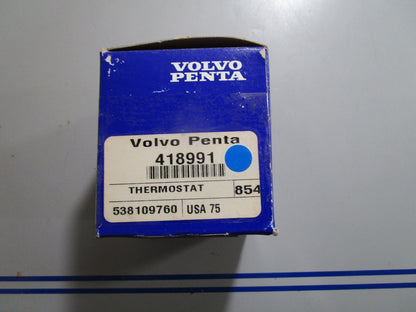 VOLVO
PENTA
Volvo Penta
418991
THERMOSTAT 854
538109760 USA 75